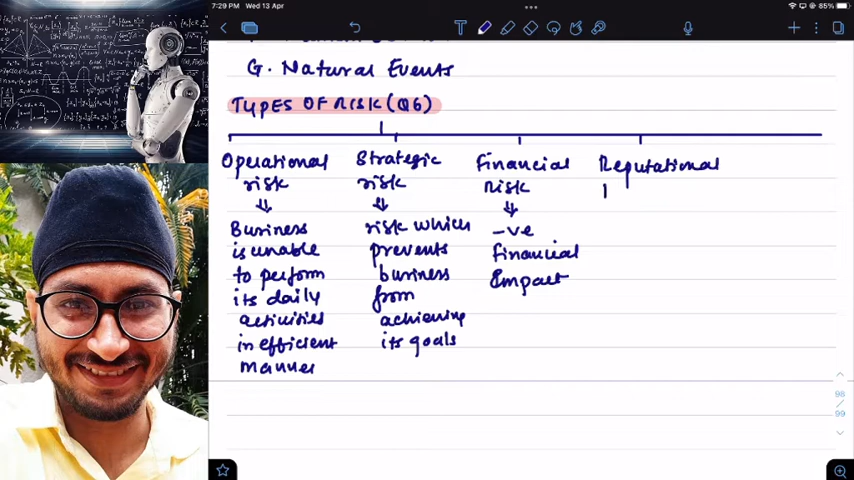 7:29 PM Wed 13 Apr
85%
G. Natural Events
TYPES OF RISK (Q6)
Operational risk
⇓
Business
is unable
to perform
its daily
activities
in efficient
manner
Strategic
risk
⇓
risk which
prevents
business
from
achieving
its goals
Financial
Risk
⇓
-ve
financial
Impact
Reputational
98
/
99